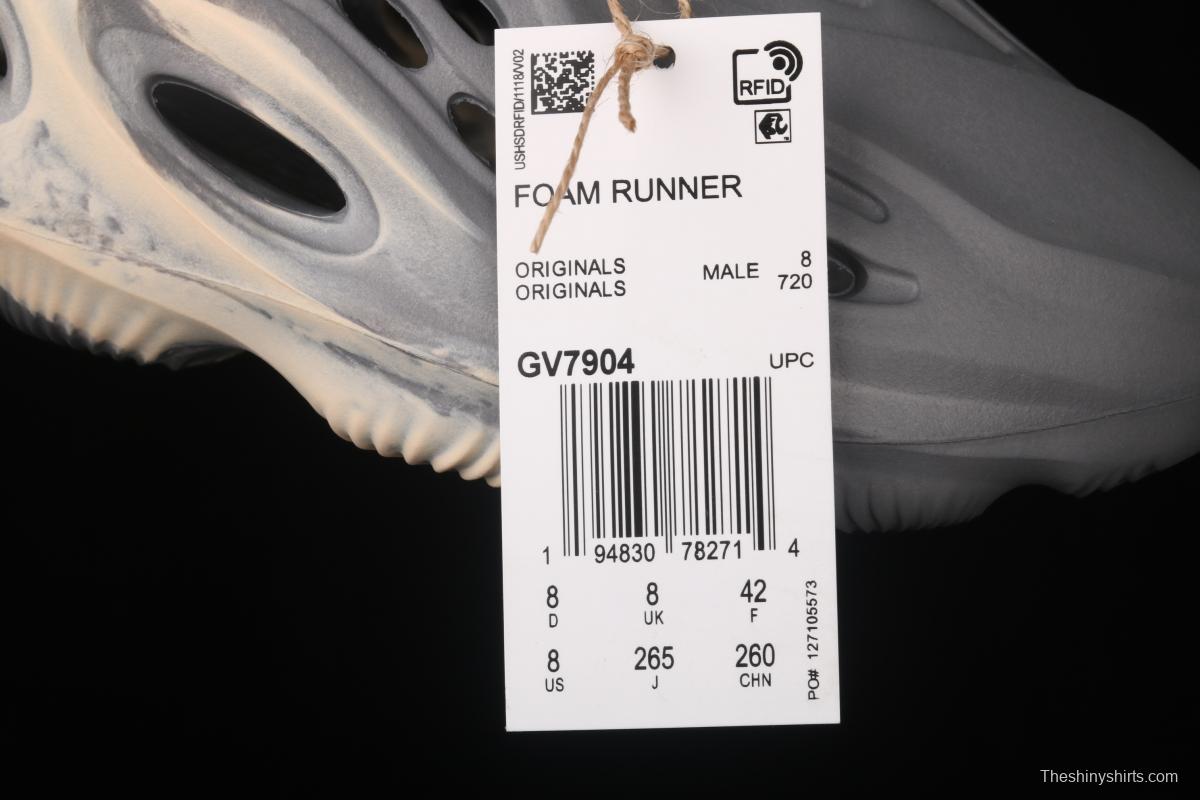 USHSDRFID/1118/V02
RFID
FOAM RUNNER
ORIGINALS
ORIGINALS
MALE
8
720
GV7904
UPC
1 94830 78271 4
8 8 42
D UK F
8 265 260
US J CHN
PO# 127105573
Theshinyshirts.com